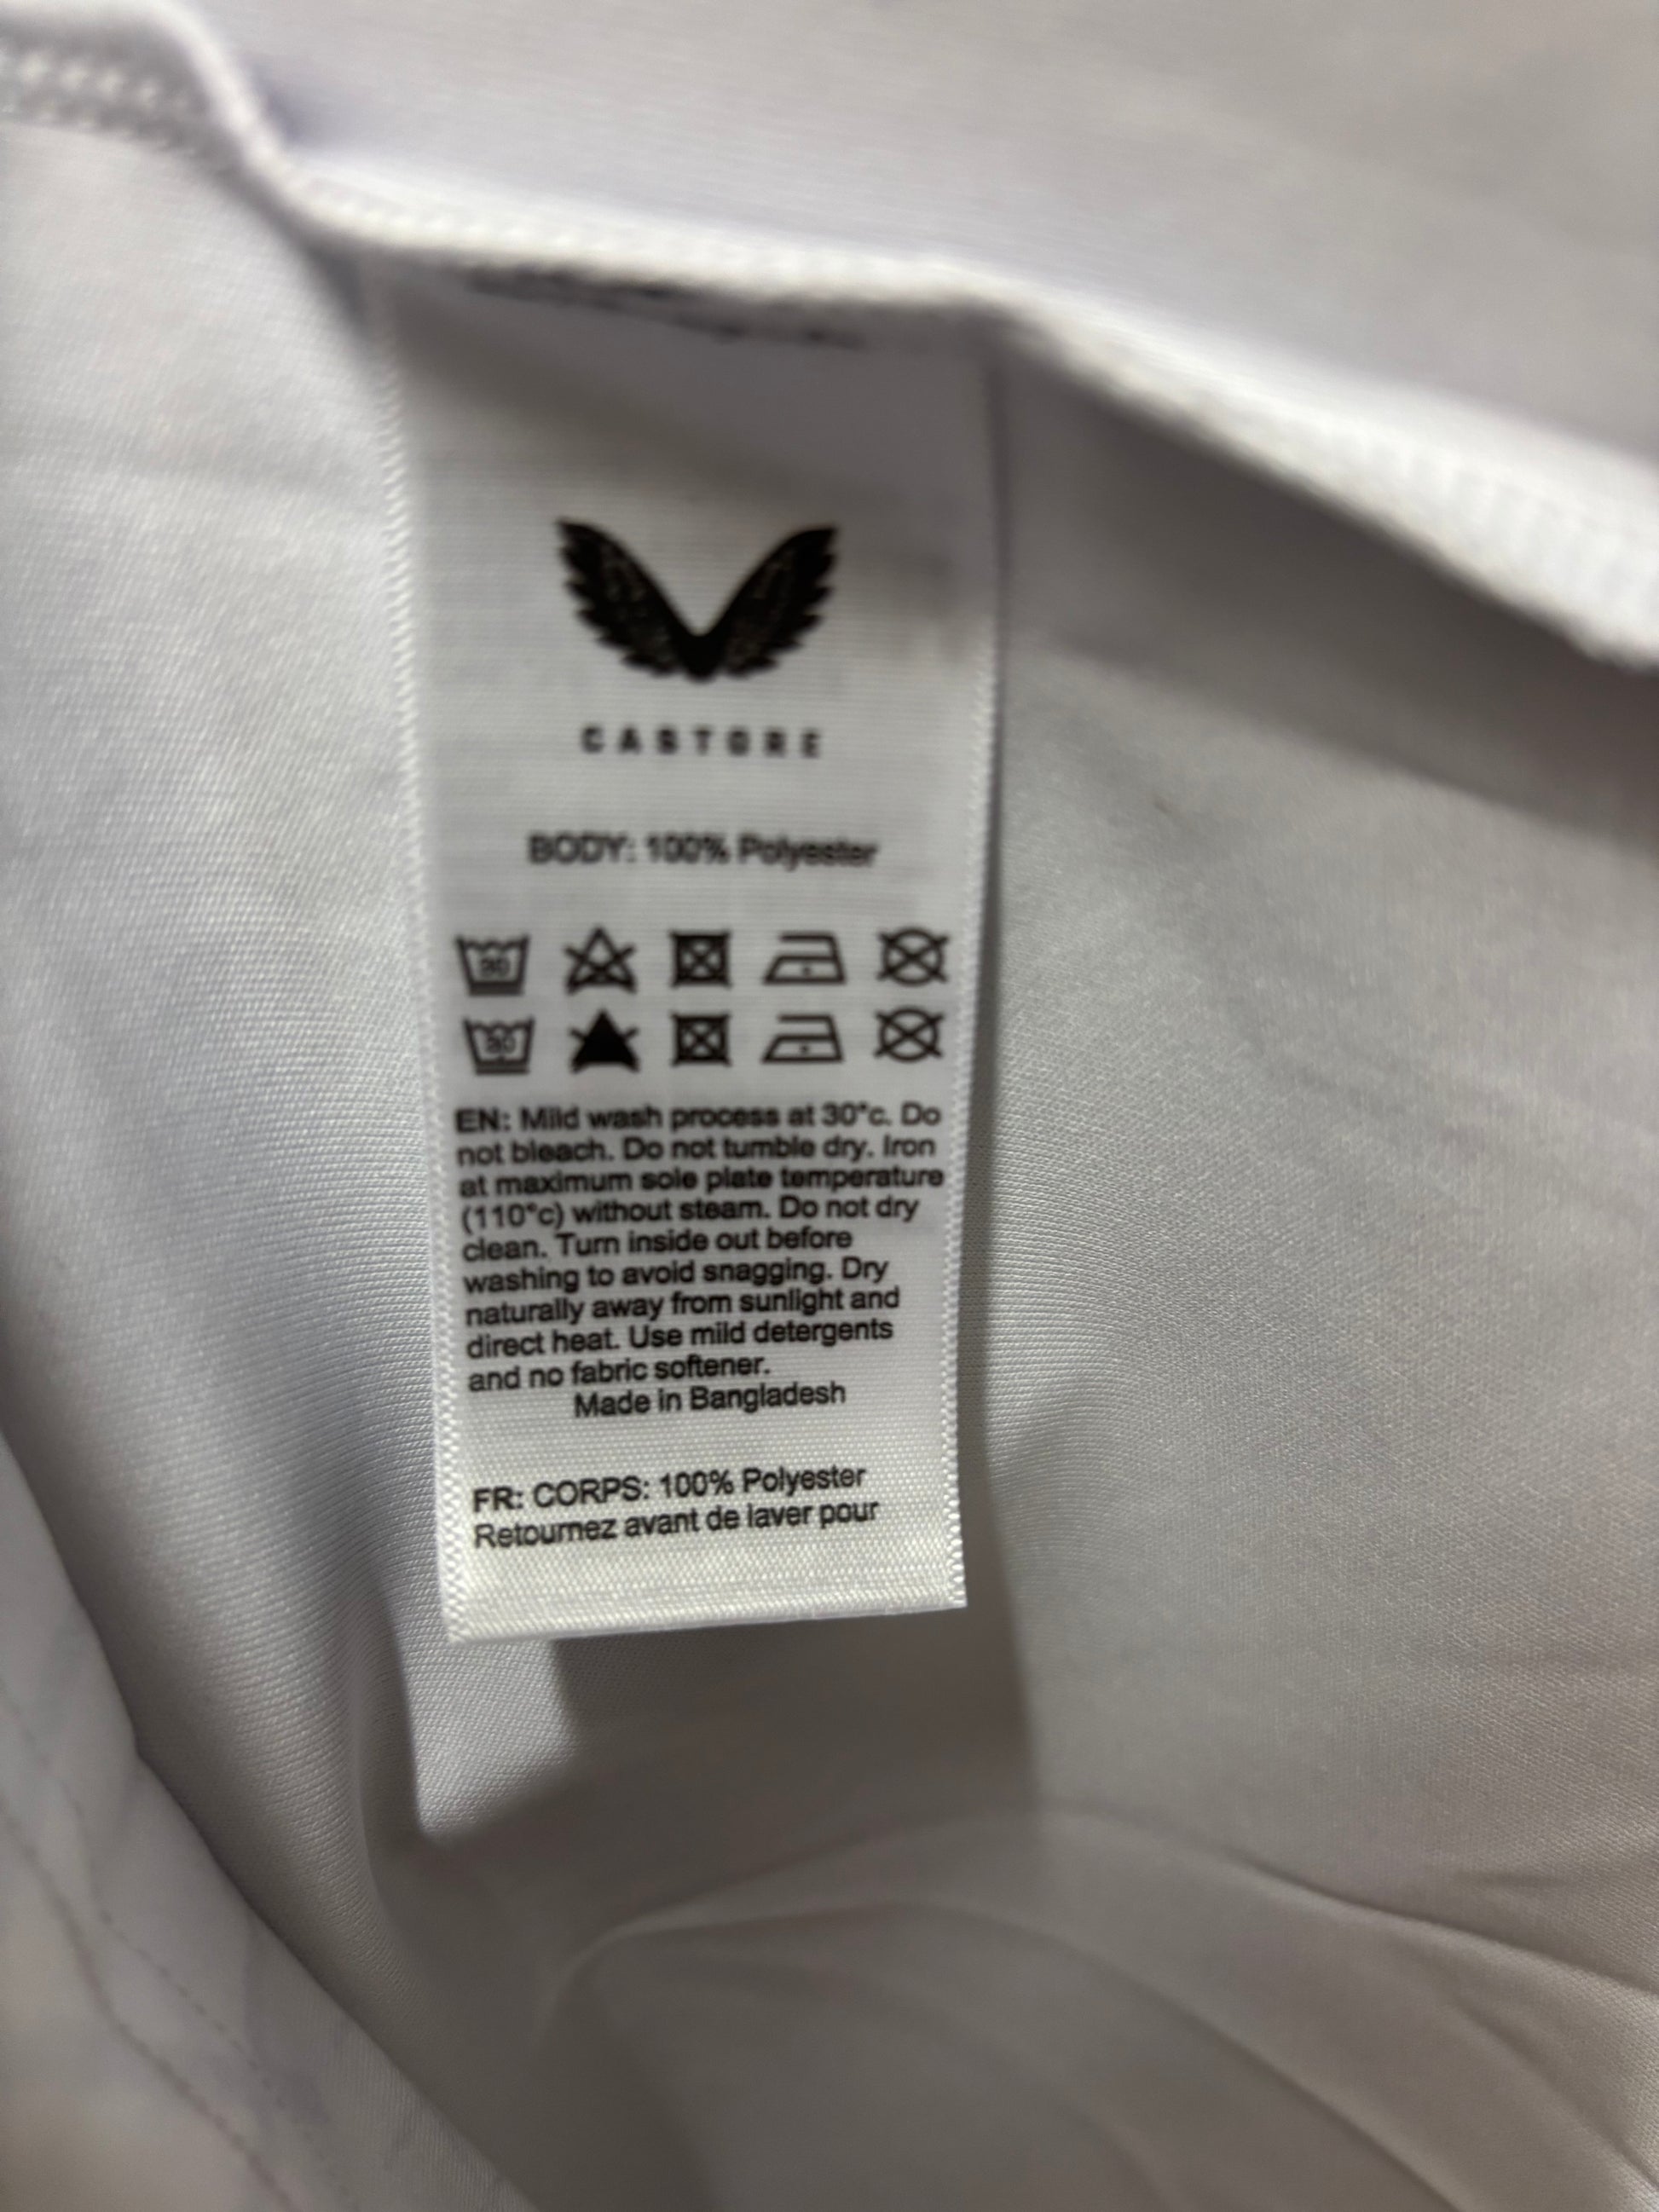 CASTORE
BODY: 100% Polyester
30
30
EN: Mild wash process at 30°c. Do
not bleach. Do not tumble dry. Iron
at maximum sole plate temperature
(110°c) without steam. Do not dry
clean. Turn inside out before
washing to avoid snagging. Dry
naturally away from sunlight and
direct heat. Use mild detergents
and no fabric softener.
Made in Bangladesh
FR: CORPS: 100% Polyester
Retournez avant de laver pour